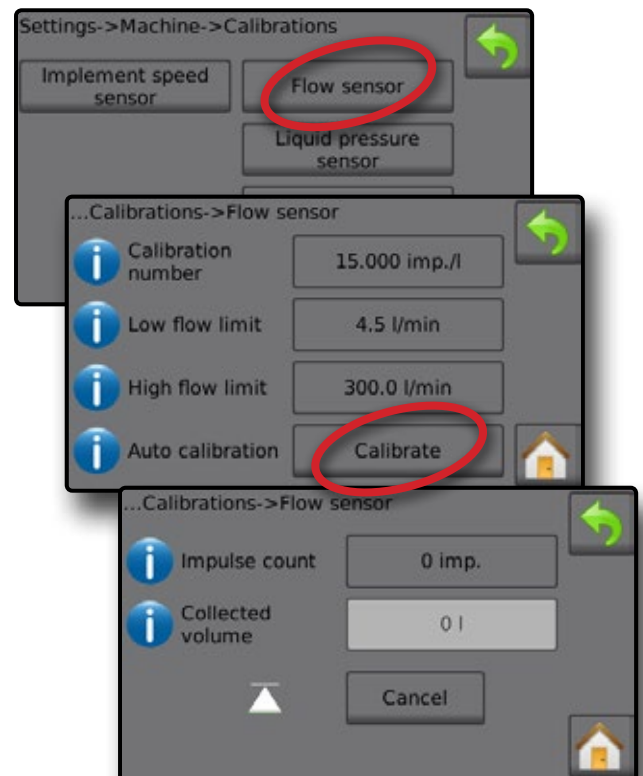 Settings->Machine->Calibrations
Implement speed
sensor
Flow sensor
Liquid pressure
sensor
...Calibrations->Flow sensor
Calibration
number
15.000 imp./l
Low flow limit
4.5 l/min
High flow limit
300.0 l/min
Auto calibration
Calibrate
...Calibrations->Flow sensor
Impulse count
0 imp.
Collected
volume
0 l
Cancel